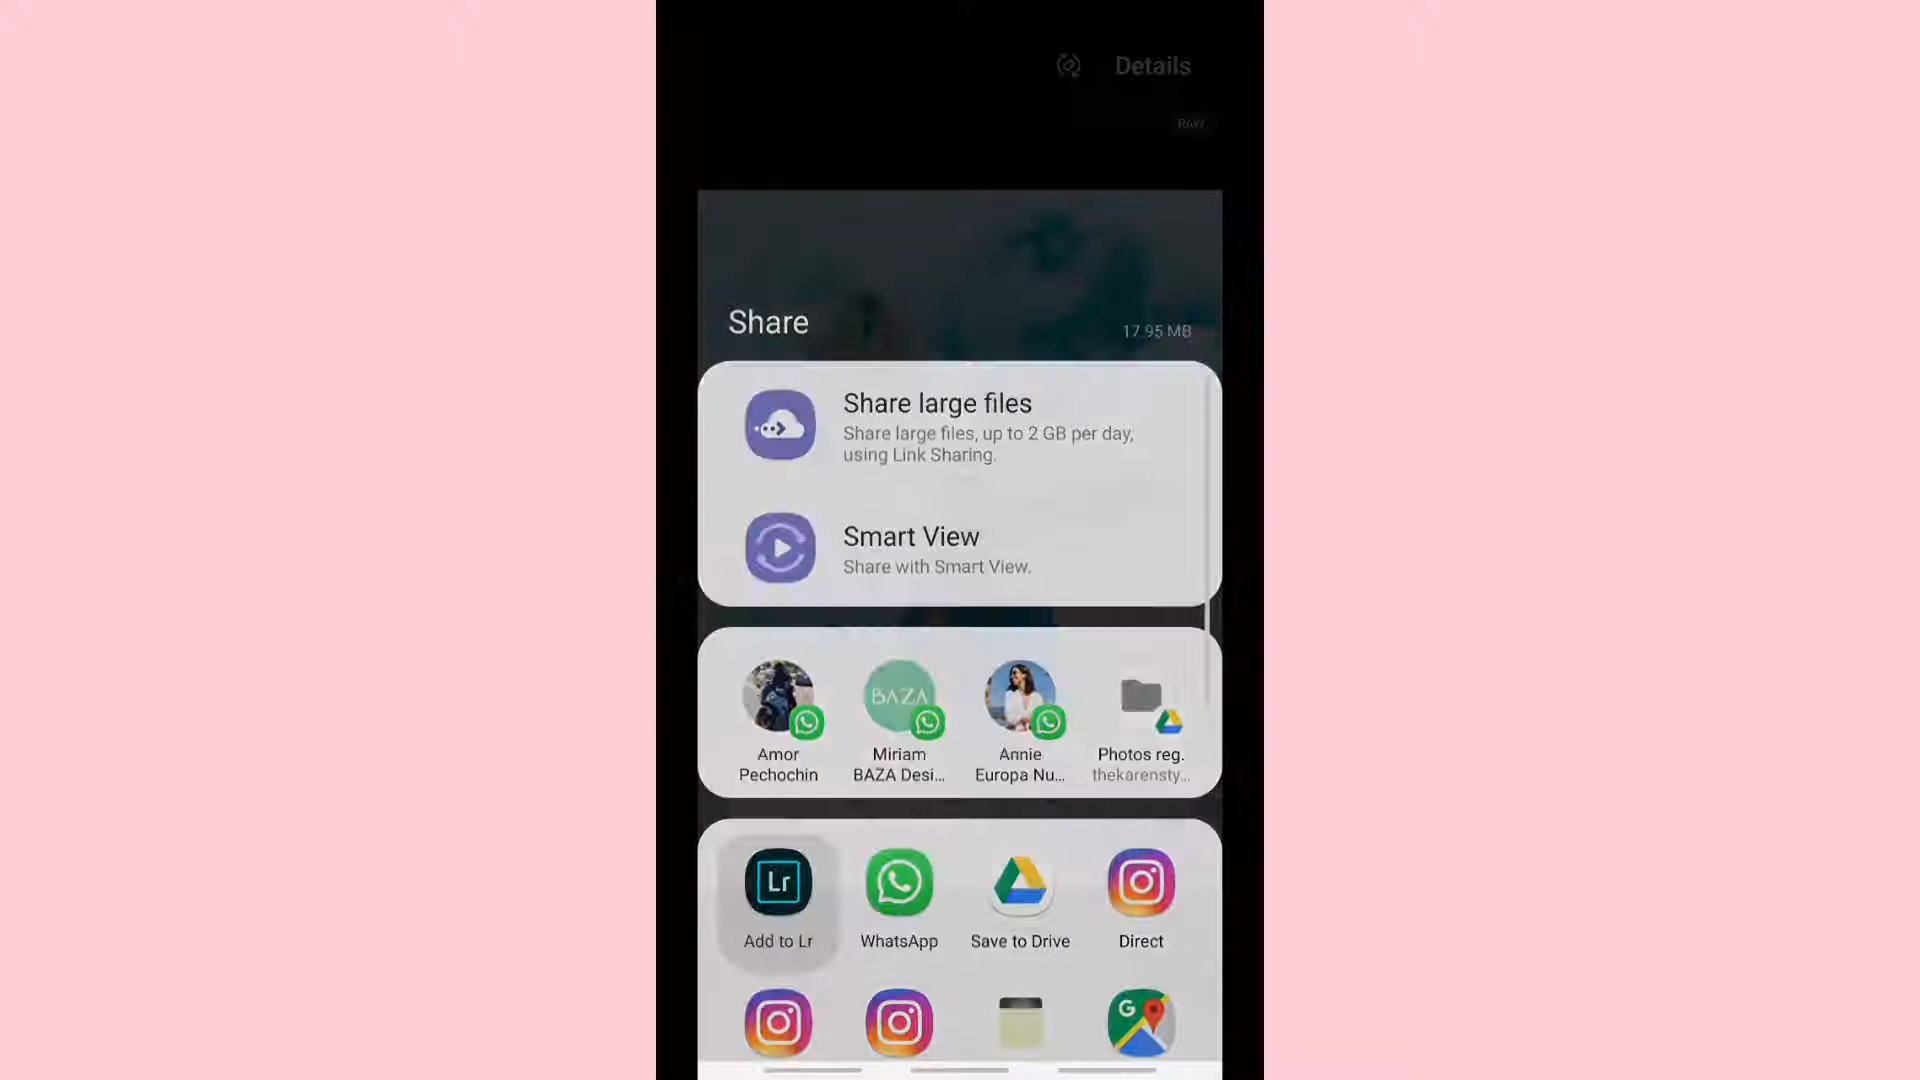 Details
RAW
Share
17.95 MB
Share large files
Share large files, up to 2 GB per day,
using Link Sharing.
Smart View
Share with Smart View.
BAZA
Amor
Pechochin
Miriam
BAZA Desi...
Annie
Europa Nu...
Photos reg.
thekarensty...
Lr
Add to Lr
WhatsApp
Save to Drive
Direct
G